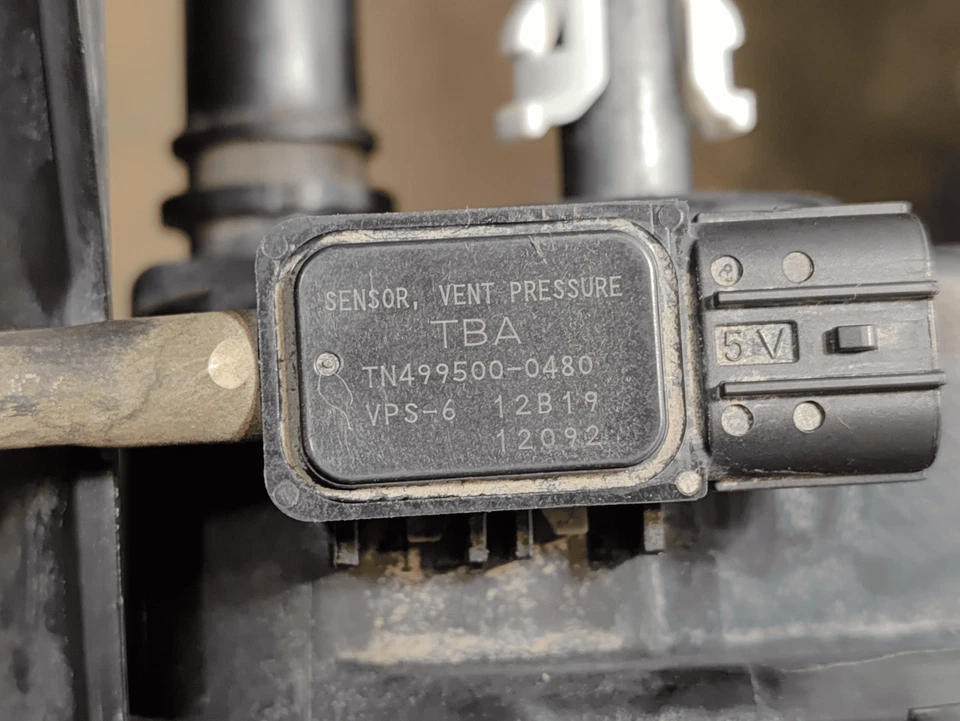 SENSOR, VENT PRESSURE
TBA
TN499500-0480
VPS-6 12B19
12092
5V